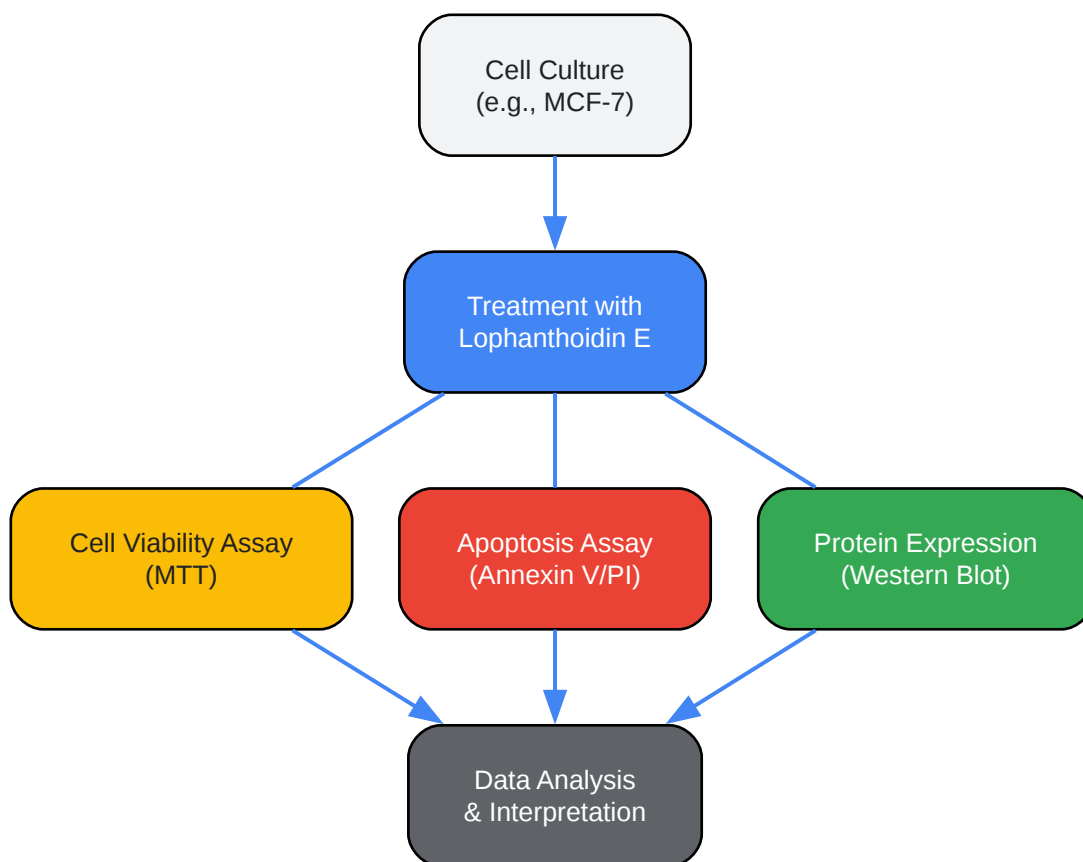 Cell Culture
(e.g., MCF-7)
Treatment with
Lophanthoidin E
Cell Viability Assay
(MTT)
Apoptosis Assay
(Annexin V/PI)
Protein Expression
(Western Blot)
Data Analysis
& Interpretation